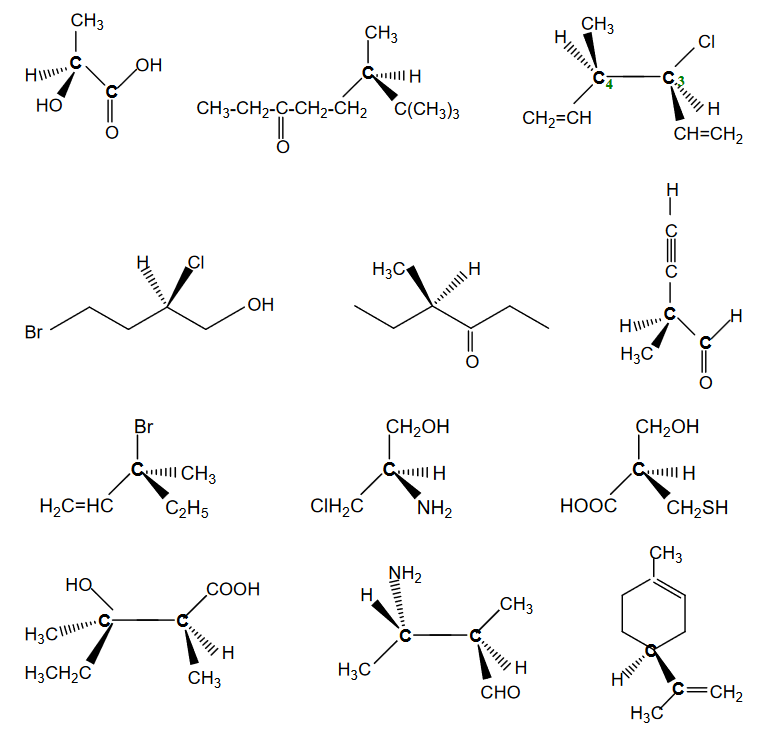 CH3
H C OH
HO C
O
CH3
C H
CH3-CH2-C-CH2-CH2 C(CH3)3
O
CH3
H Cl
C4 C3
H
CH2=CH CH=CH2
H Cl
OH
Br
H3C H
O
H
C
C
H C H
H3C C
O
Br
C CH3
H2C=HC C2H5
CH2OH
C H
ClH2C NH2
CH2OH
C H
HOOC CH2SH
HO COOH
H3C C C
H
H3CH2C CH3
NH2
H CH3
C C
H3C H
CHO
CH3
C
H
C=CH2
H3C